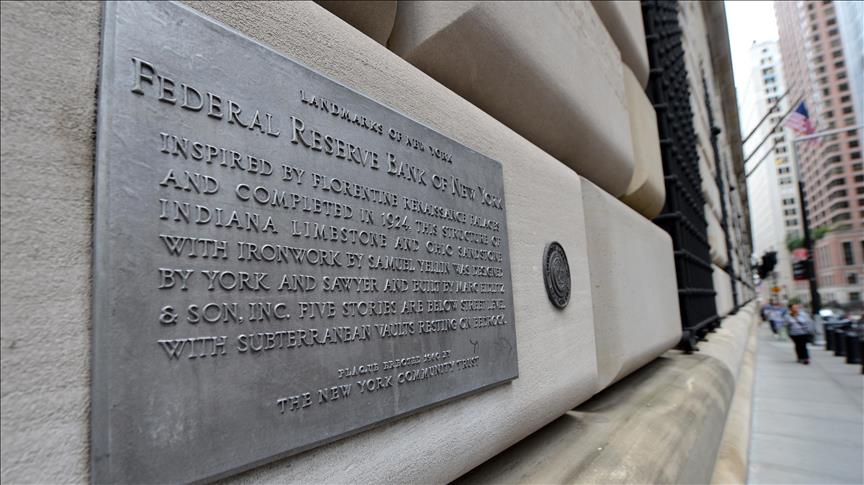 LANDMARKS OF NEW YORK
FEDERAL RESERVE BANK OF NEW YORK
INSPIRED BY FLORENTINE RENAISSANCE PALACES
AND COMPLETED IN 1924, THIS STRUCTURE OF
INDIANA LIMESTONE AND OHIO SANDSTONE
WITH IRONWORK BY SAMUEL YELLIN WAS DESIGNED
BY YORK AND SAWYER AND BUILT BY MARC EIDLITZ
& SON, INC. FIVE STORIES ARE BELOW STREET LEVEL
WITH SUBTERRANEAN VAULTS RESTING ON BEDROCK.
PLAQUE ERECTED BY
THE NEW YORK COMMUNITY TRUST